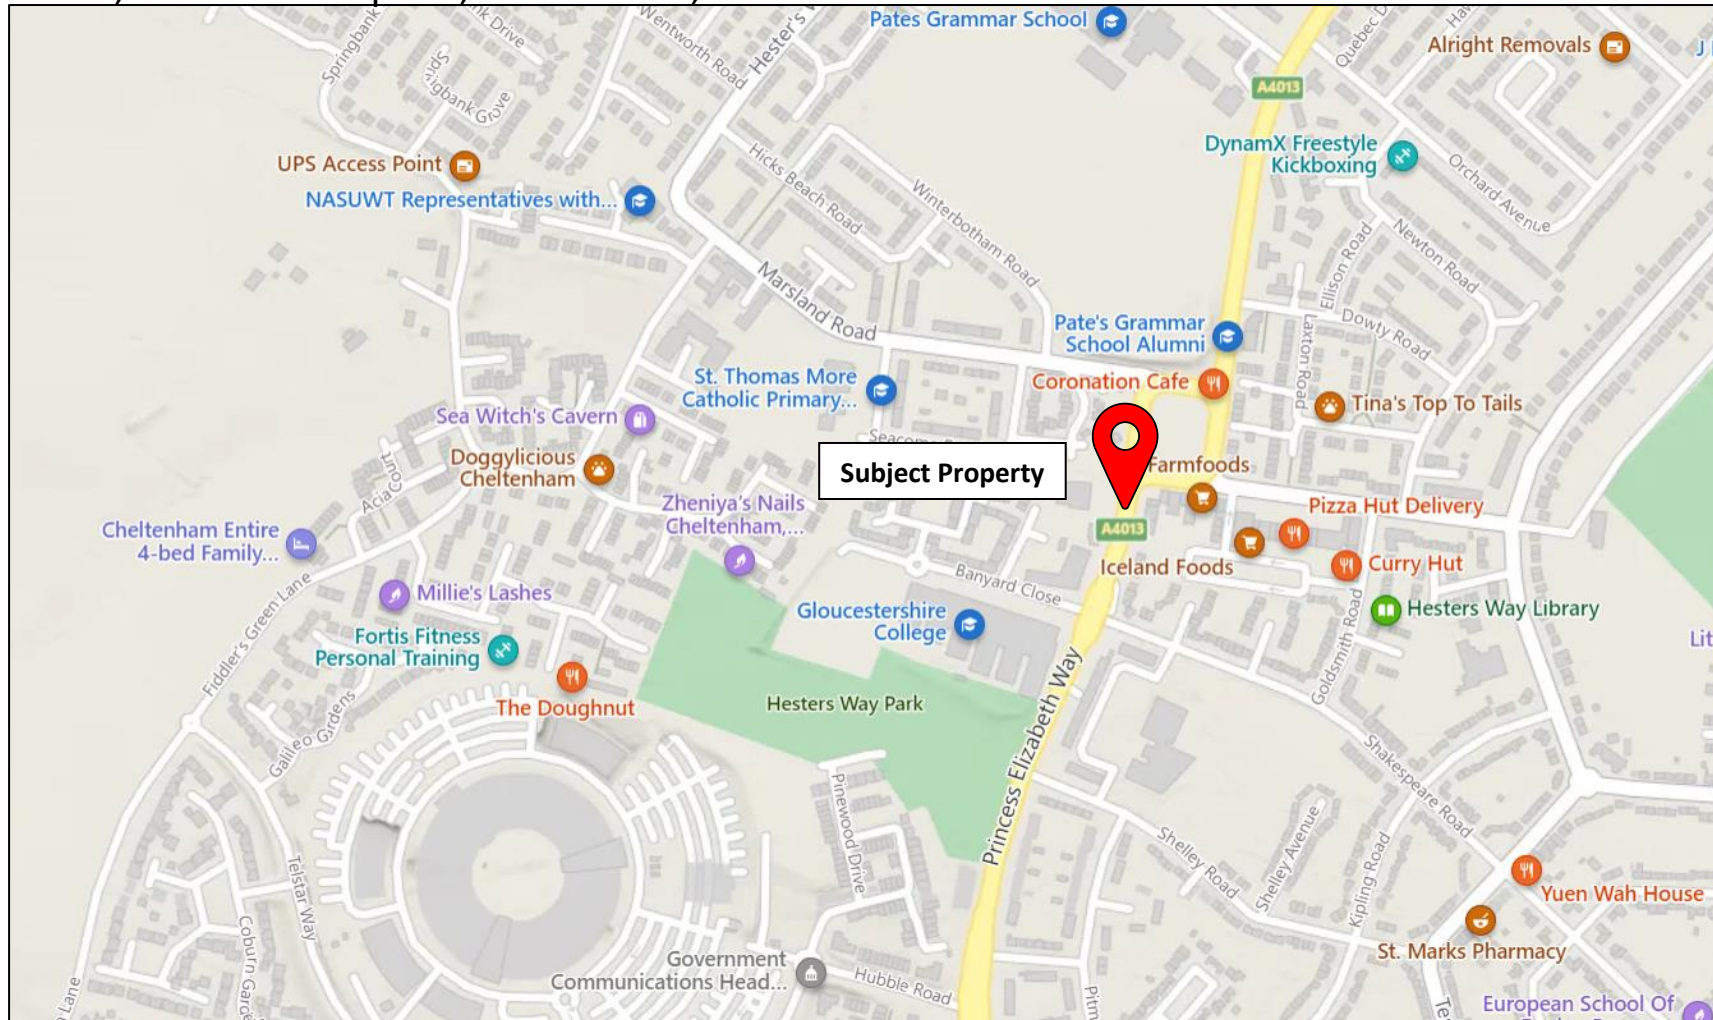 Pates Grammar School
Wentworth Road
Alright Removals
A4013
UPS Access Point
NASUWT Representatives with...
Hicks Beach Road
Winterbotham Road
DynamX Freestyle
Kickboxing
Orchard Avenue
Newton Road
Ellison Road
Marsland Road
Pate's Grammar
School Alumni
Laxton Road
Dowty Road
St. Thomas More
Catholic Primary...
Coronation Cafe
Tina's Top To Tails
Sea Witch's Cavern
Doggylicious
Cheltenham
Subject Property
Farmfoods
Acia Court
Zheniya's Nails
Cheltenham,...
Pizza Hut Delivery
A4013
Cheltenham Entire
4-bed Family...
Iceland Foods
Curry Hut
Banyard Close
Millie's Lashes
Gloucestershire
College
Hesters Way Library
Fiddler's Green Lane
Fortis Fitness
Personal Training
Goldsmith Road
The Doughnut
Hesters Way Park
Galileo Gardens
Princess Elizabeth Way
Shakespeare Road
Pinewood Drive
Shelley Road
Shelley Avenue
Kipling Road
Telstar Way
Yuen Wah House
St. Marks Pharmacy
Government
Communications Head...
Hubble Road
European School Of